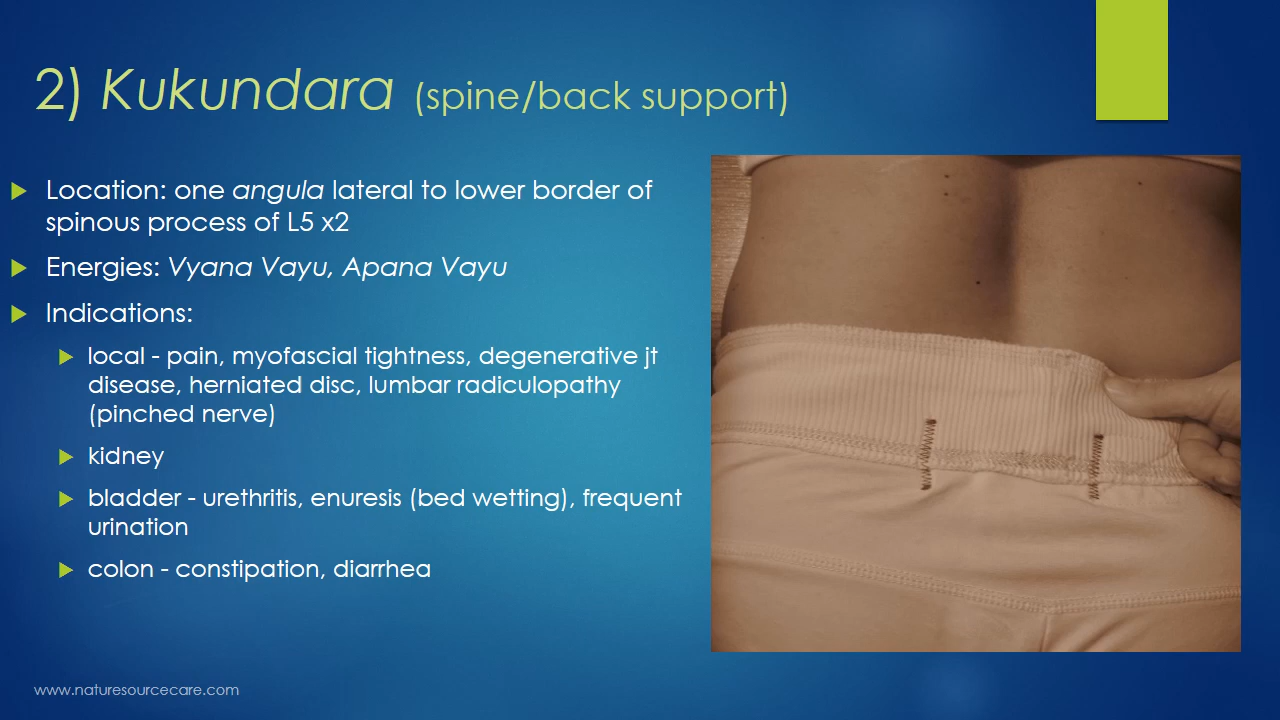 2) Kukundara (spine/back support)
Location: one angula lateral to lower border of
spinous process of L5 x2
Energies: Vyana Vayu, Apana Vayu
Indications:
local - pain, myofascial tightness, degenerative jt
disease, herniated disc, lumbar radiculopathy
(pinched nerve)
kidney
bladder - urethritis, enuresis (bed wetting), frequent
urination
colon - constipation, diarrhea
www.naturesourcecare.com